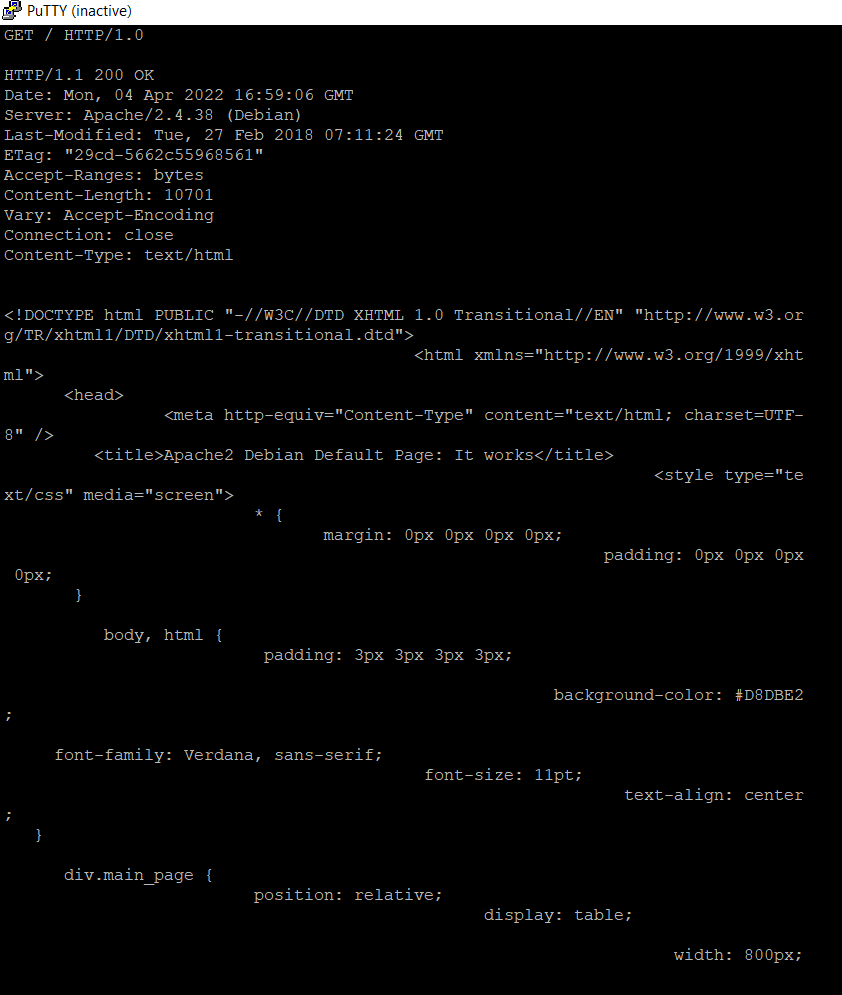 PuTTY (inactive)
GET / HTTP/1.0
HTTP/1.1 200 OK
Date: Mon, 04 Apr 2022 16:59:06 GMT
Server: Apache/2.4.38 (Debian)
Last-Modified: Tue, 27 Feb 2018 07:11:24 GMT
ETag: "29cd-5662c55968561"
Accept-Ranges: bytes
Content-Length: 10701
Vary: Accept-Encoding
Connection: close
Content-Type: text/html
<!DOCTYPE html PUBLIC "-//W3C//DTD XHTML 1.0 Transitional//EN" "http://www.w3.or
g/TR/xhtml1/DTD/xhtml1-transitional.dtd">
<html xmlns="http://www.w3.org/1999/xht
ml">
<head>
<meta http-equiv="Content-Type" content="text/html; charset=UTF-
8" />
<title>Apache2 Debian Default Page: It works</title>
<style type="te
xt/css" media="screen">
* {
margin: 0px 0px 0px 0px;
padding: 0px 0px 0px
0px;
}
body, html {
padding: 3px 3px 3px 3px;
background-color: #D8DBE2
;
font-family: Verdana, sans-serif;
font-size: 11pt;
text-align: center
;
}
div.main_page {
position: relative;
display: table;
width: 800px;